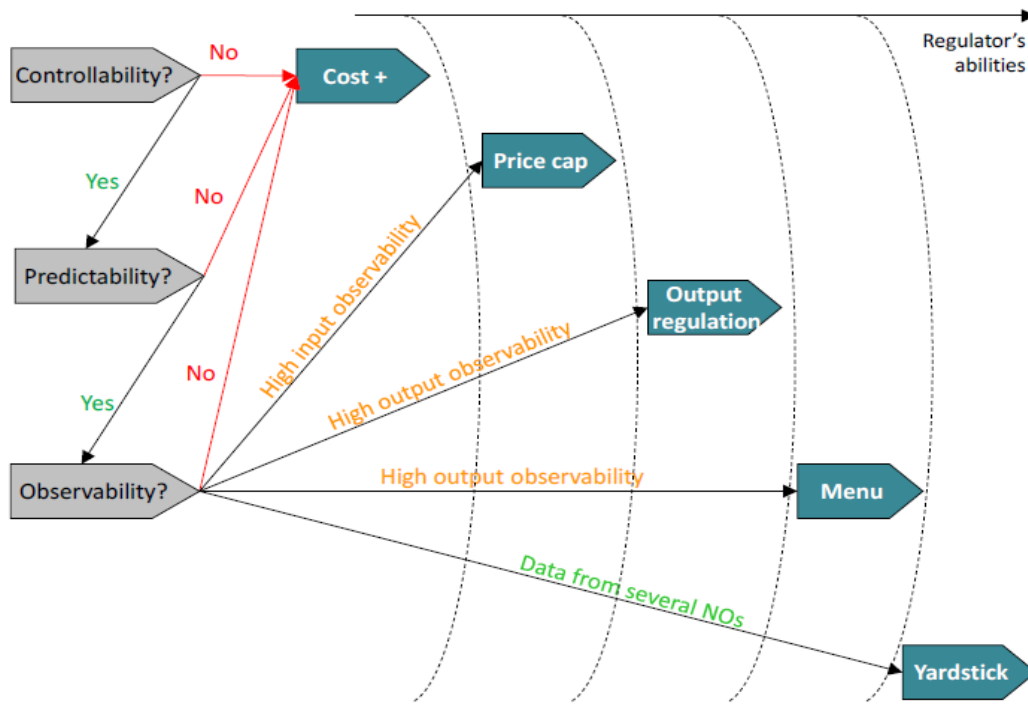 Regulator's
abilities
No
Controllability?
Cost +
Price cap
Yes
No
High input observability
Predictability?
Output
regulation
High output observability
No
Yes
High output observability
Observability?
Menu
Data from several NOs
Yardstick